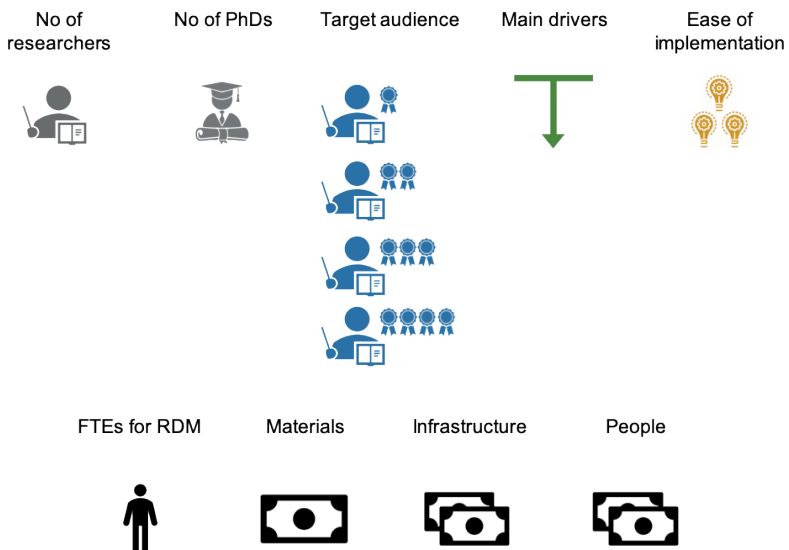 No of
researchers
No of PhDs
Target audience
Main drivers
Ease of
implementation
FTEs for RDM
Materials
Infrastructure
People